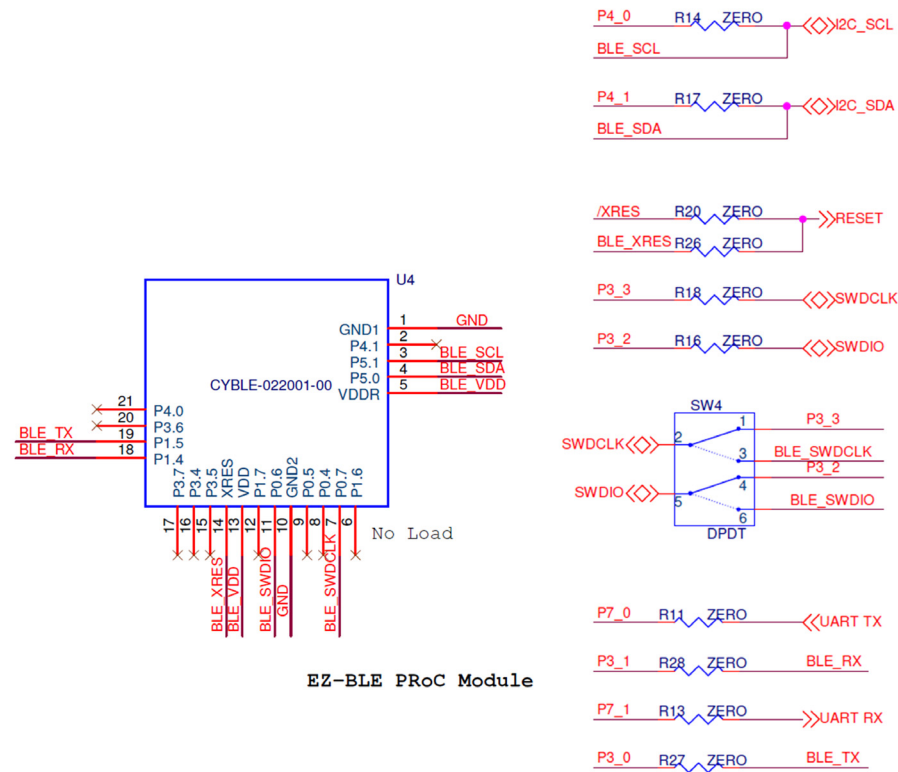 P4_0 R14 ZERO I2C_SCL
BLE_SCL
P4_1 R17 ZERO I2C_SDA
BLE_SDA
/XRES R20 ZERO RESET
BLE_XRES R26 ZERO
P3_3 R18 ZERO SWDCLK
P3_2 R16 ZERO SWDIO
U4
CYBLE-022001-00
GND1 1 GND
P4.1 2
P5.1 3 BLE_SCL
P5.0 4 BLE_SDA
VDDR 5 BLE_VDD
21 P4.0
20 P3.6
BLE_TX 19 P1.5
BLE_RX 18 P1.4
P3.7 P3.4 P3.5 XRES VDD P1.7 P0.6 GND2 P0.5 P0.4 P0.7 P1.6
17 16 15 14 13 12 11 10 9 8 7 6
No Load
BLE_XRES BLE_VDD BLE_SWDIO GND BLE_SWDCLK
EZ-BLE PRoC Module
SW4
SWDCLK 2 1 P3_3
3 BLE_SWDCLK
SWDIO 5 4 P3_2
6 BLE_SWDIO
DPDT
P7_0 R11 ZERO UART TX
P3_1 R28 ZERO BLE_RX
P7_1 R13 ZERO UART RX
P3_0 R27 ZERO BLE_TX